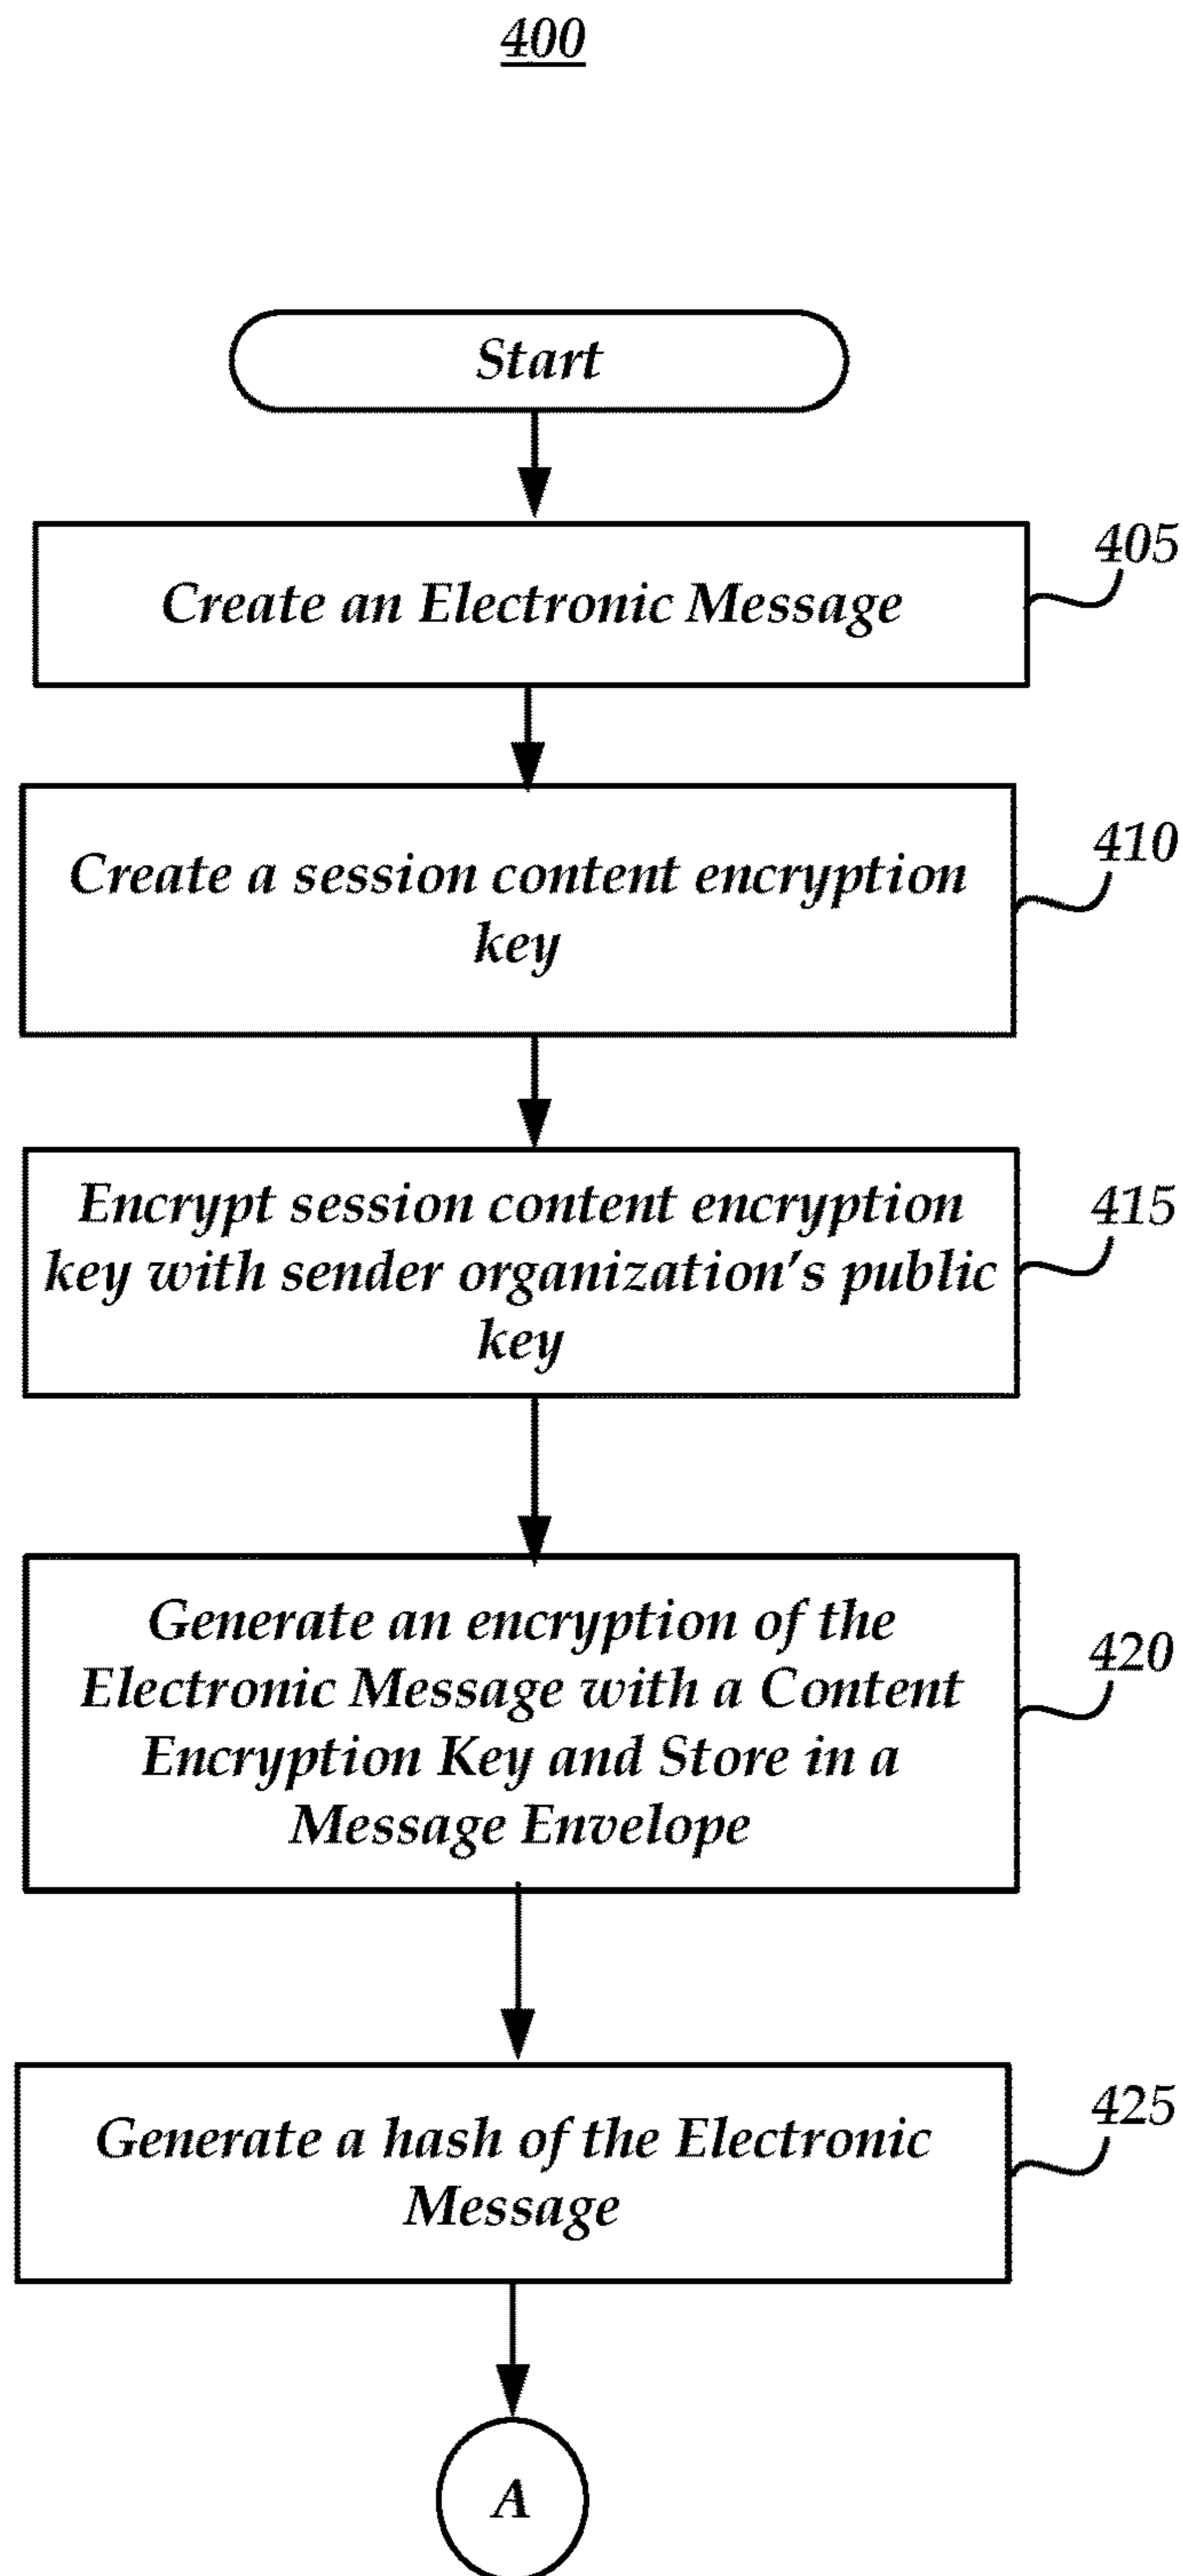 400
Start
Create an Electronic Message
405
Create a session content encryption
key
410
Encrypt session content encryption
key with sender organization's public
key
415
Generate an encryption of the
Electronic Message with a Content
Encryption Key and Store in a
Message Envelope
420
Generate a hash of the Electronic
Message
425
A